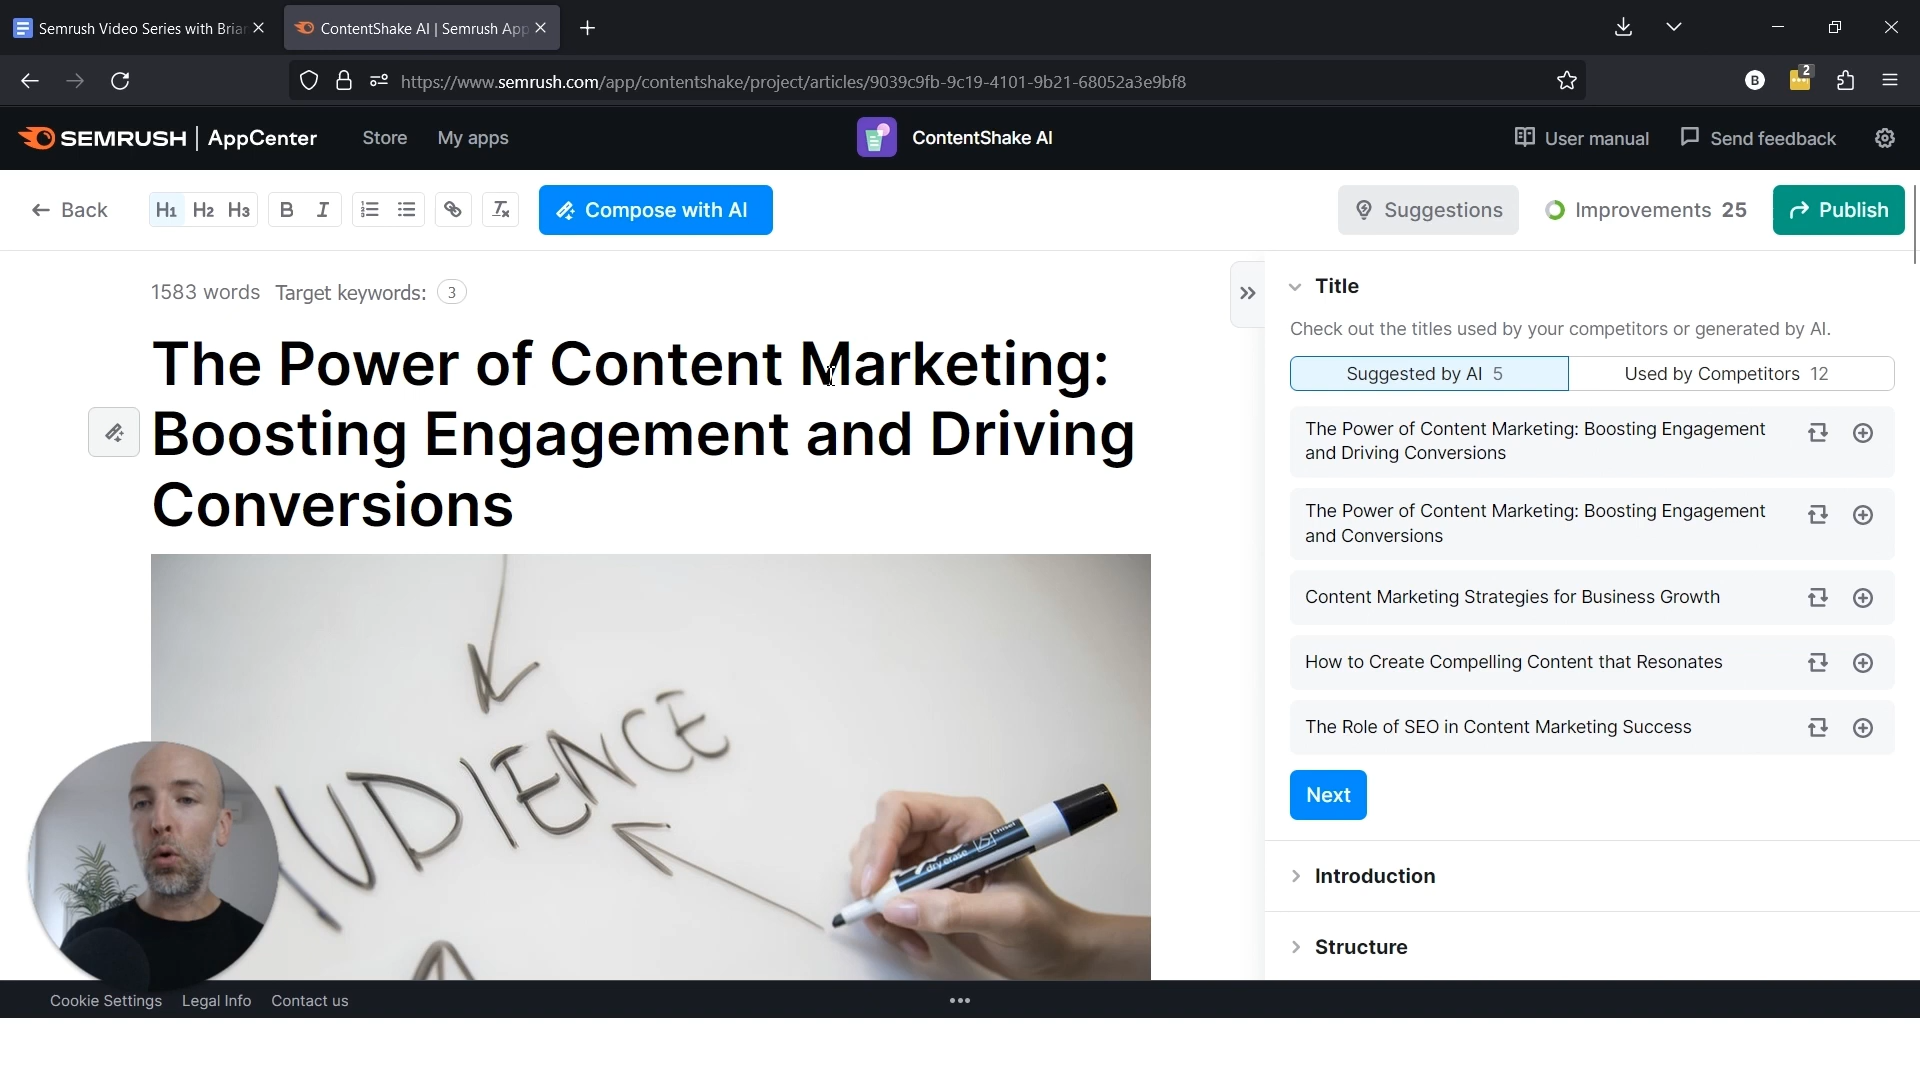 Semrush Video Series with Brian
ContentShake AI | Semrush App
https://www.semrush.com/app/contentshake/project/articles/9039c9fb-9c19-4101-9b21-68052a3e9bf8
B
2
SEMRUSH | AppCenter
Store
My apps
ContentShake AI
User manual
Send feedback
Back
H1 H2 H3
B I
Compose with AI
Suggestions
Improvements 25
Publish
1583 words Target keywords: 3
The Power of Content Marketing:
Boosting Engagement and Driving
Conversions
UDIENCE
dry erase
chisel
Title
Check out the titles used by your competitors or generated by AI.
Suggested by AI 5
Used by Competitors 12
The Power of Content Marketing: Boosting Engagement
and Driving Conversions
The Power of Content Marketing: Boosting Engagement
and Conversions
Content Marketing Strategies for Business Growth
How to Create Compelling Content that Resonates
The Role of SEO in Content Marketing Success
Next
Introduction
Structure
Cookie Settings Legal Info Contact us